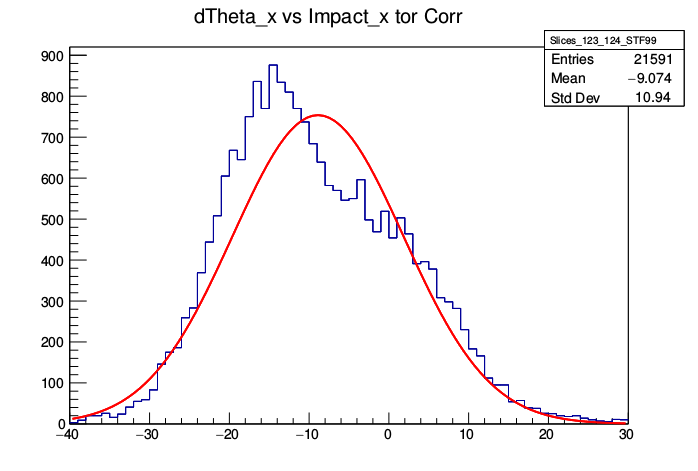 dTheta_x vs Impact_x tor Corr
Slices_123_124_STF99
Entries 21591
Mean −9.074
Std Dev 10.94
900
800
700
600
500
400
300
200
100
0
−40 −30 −20 −10 0 10 20 30